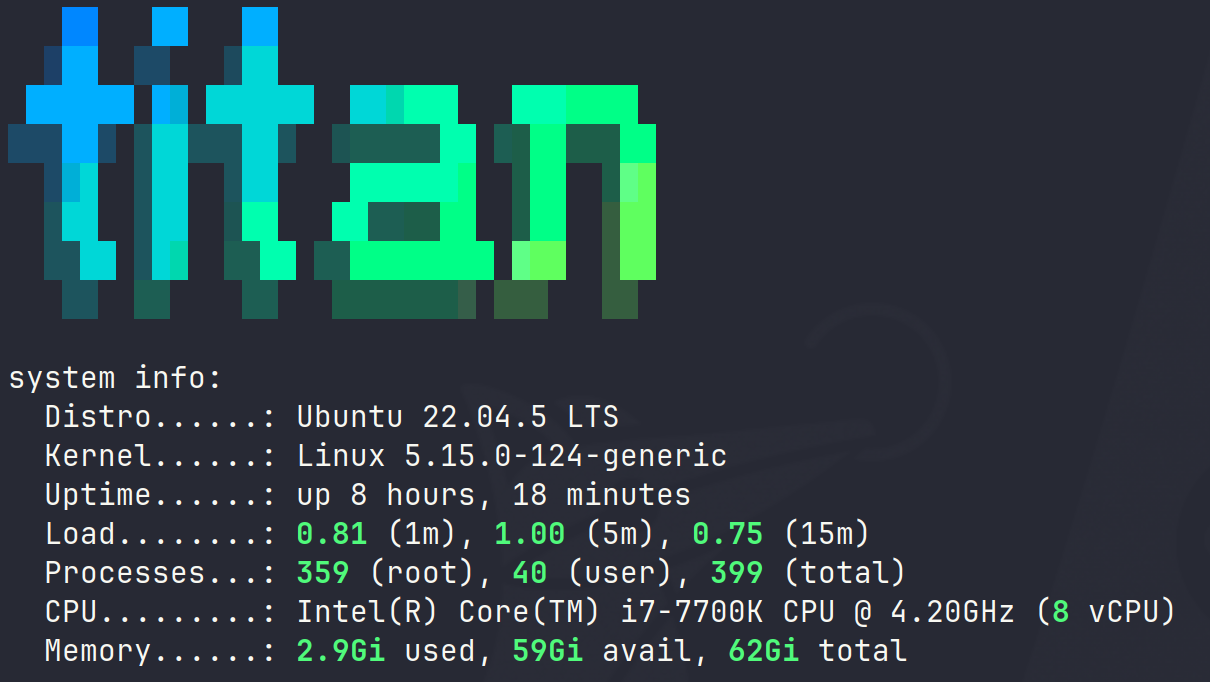 titan
system info:
Distro......: Ubuntu 22.04.5 LTS
Kernel......: Linux 5.15.0-124-generic
Uptime......: up 8 hours, 18 minutes
Load........: 0.81 (1m), 1.00 (5m), 0.75 (15m)
Processes...: 359 (root), 40 (user), 399 (total)
CPU.........: Intel(R) Core(TM) i7-7700K CPU @ 4.20GHz (8 vCPU)
Memory......: 2.9Gi used, 59Gi avail, 62Gi total